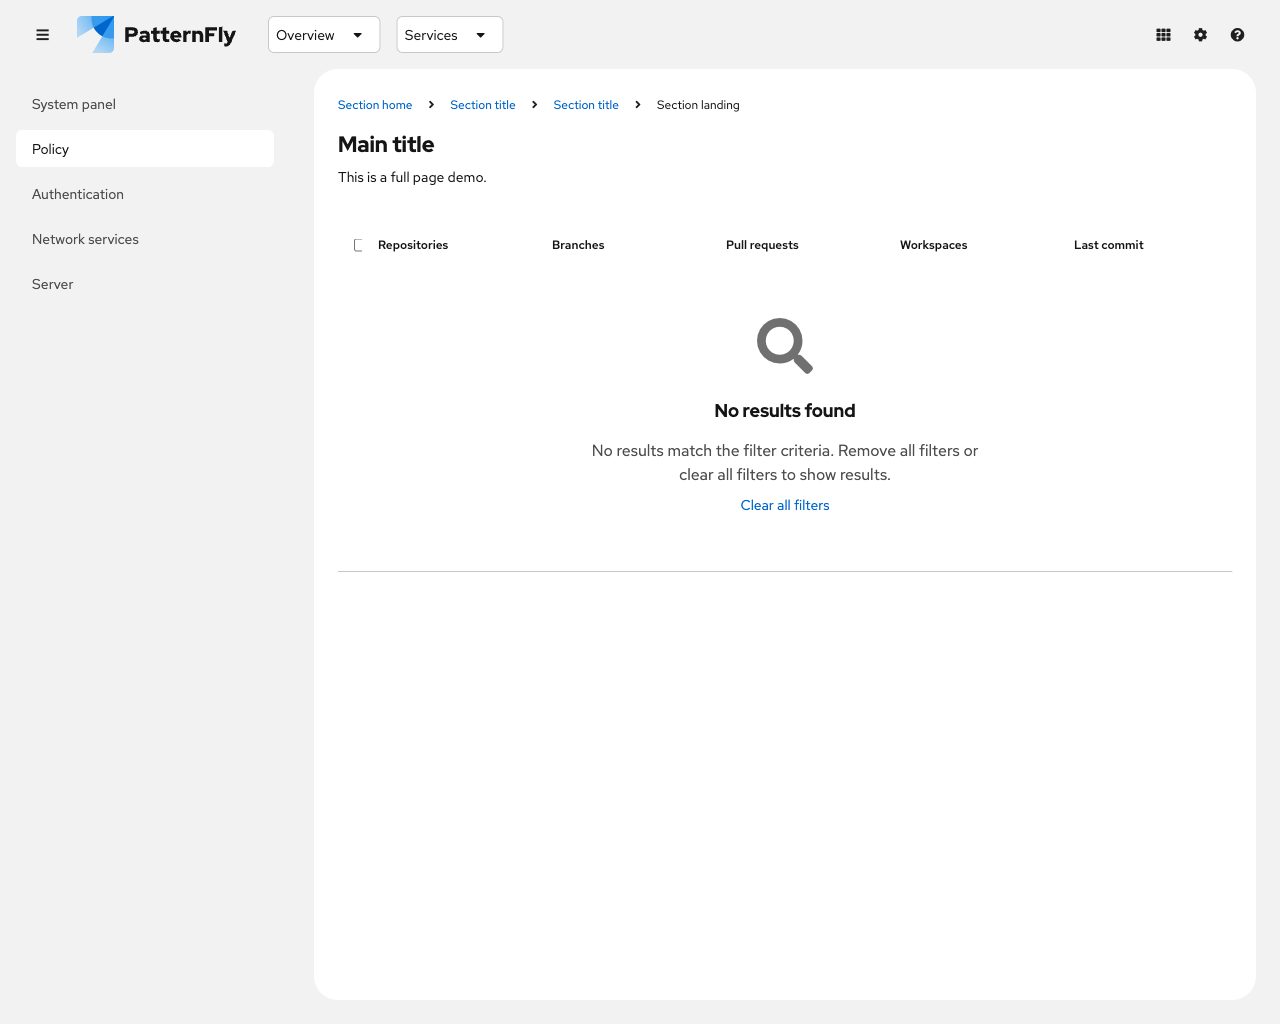 PatternFly
Overview
Services
System panel
Policy
Authentication
Network services
Server
Section home
Section title
Section title
Section landing
Main title
This is a full page demo.
Repositories Branches Pull requests Workspaces Last commit
No results found
No results match the filter criteria. Remove all filters or
clear all filters to show results.
Clear all filters